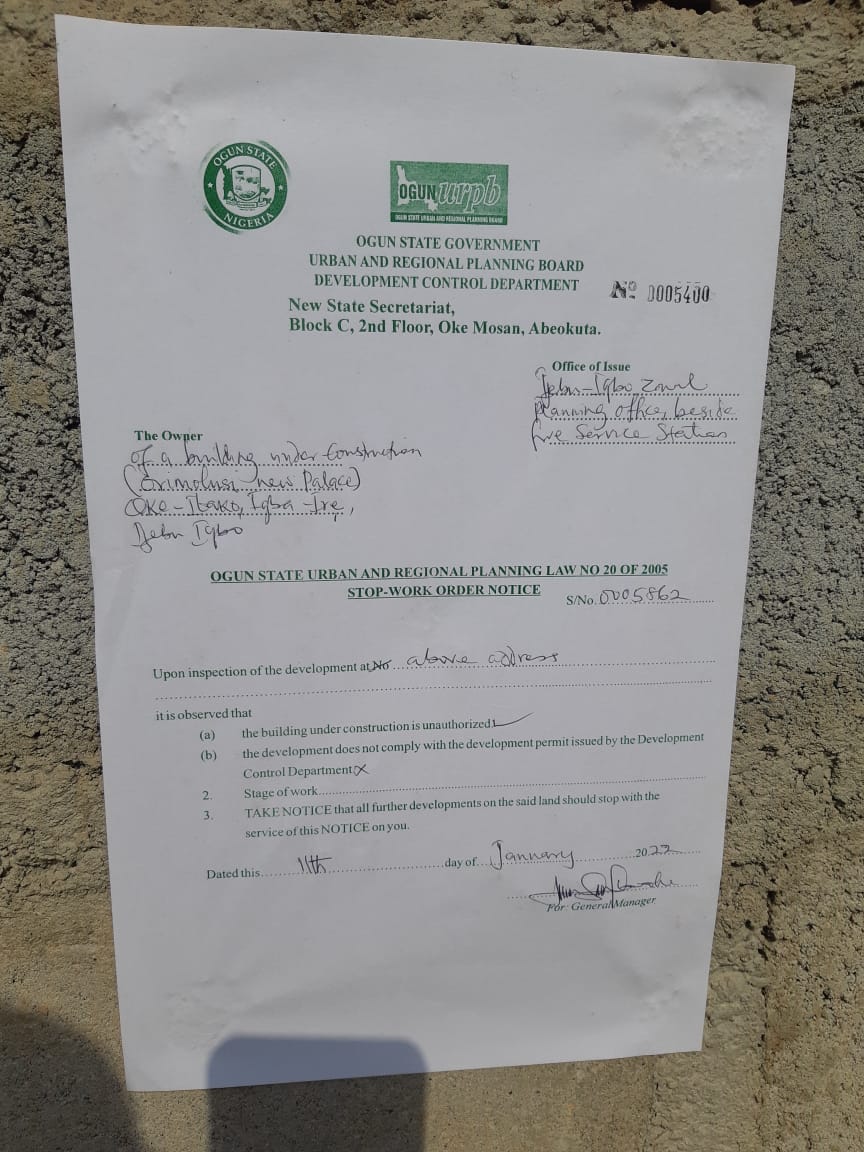 OGUN STATE
NIGERIA
OGUN urpb
OGUN STATE URBAN AND REGIONAL PLANNING BOARD
OGUN STATE GOVERNMENT
URBAN AND REGIONAL PLANNING BOARD
DEVELOPMENT CONTROL DEPARTMENT
Nº 0005400
New State Secretariat,
Block C, 2nd Floor, Oke Mosan, Abeokuta.
Office of Issue
Ijebu-Igbo Zonal
Planning office, beside
fire Service Station
The Owner
of a building under Construction
(Orimolusi new Palace)
Oke-Itako, Igba-Ire,
Ijebu Igbo
OGUN STATE URBAN AND REGIONAL PLANNING LAW NO 20 OF 2005
STOP-WORK ORDER NOTICE
S/No. 0005862
Upon inspection of the development at No above address
it is observed that
(a) the building under construction is unauthorized ✓
(b) the development does not comply with the development permit issued by the Development
Control Department X
2. Stage of work
3. TAKE NOTICE that all further developments on the said land should stop with the
service of this NOTICE on you.
Dated this 11th day of January 2022
For: General Manager